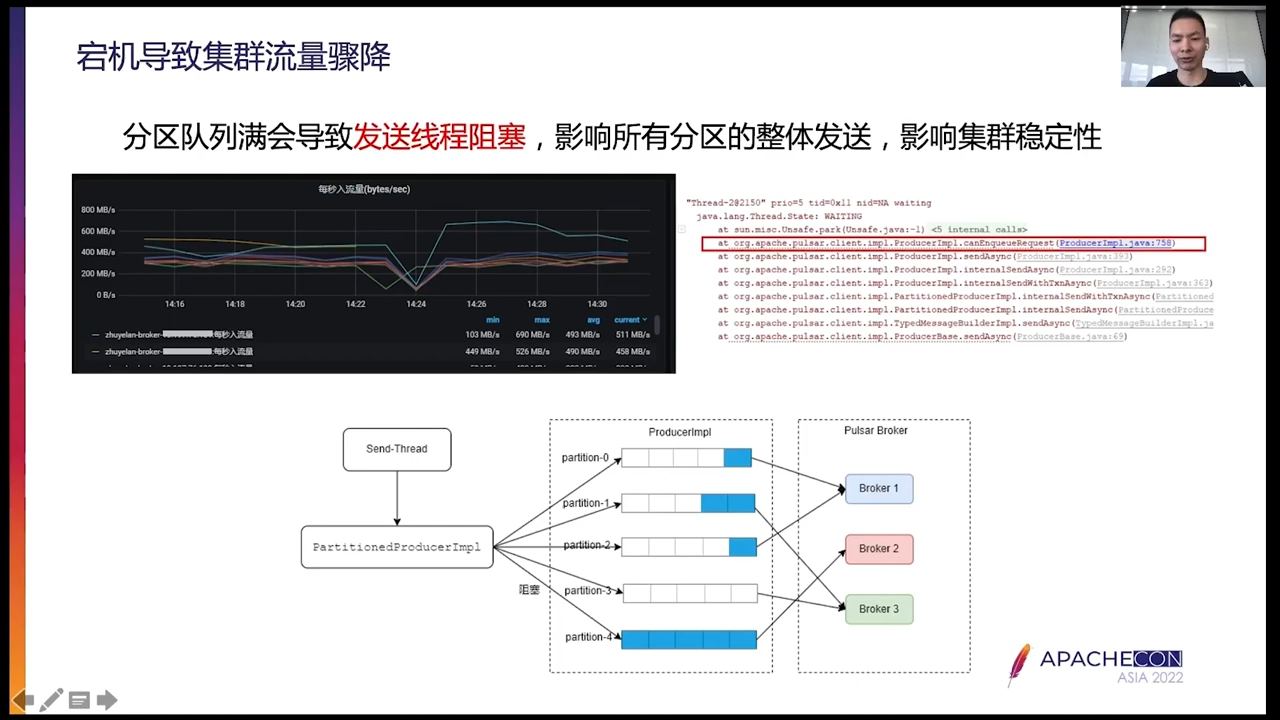 宕机导致集群流量骤降
分区队列满会导致发送线程阻塞，影响所有分区的整体发送，影响集群稳定性
每秒入流量(bytes/sec)
800 MB/s
600 MB/s
400 MB/s
200 MB/s
0 B/s
14:16 14:18 14:20 14:22 14:24 14:26 14:28 14:30
min max avg current
zhuyelan-broker- 每秒入流量 103 MB/s 690 MB/s 493 MB/s 511 MB/s
zhuyelan-broker- 每秒入流量 449 MB/s 526 MB/s 490 MB/s 458 MB/s
"Thread-2@2150" prio=5 tid=0x11 nid=NA waiting
java.lang.Thread.State: WAITING
at sun.misc.Unsafe.park(Unsafe.java:-1) <5 internal calls>
at org.apache.pulsar.client.impl.ProducerImpl.canEnqueueRequest(ProducerImpl.java:758)
at org.apache.pulsar.client.impl.ProducerImpl.sendAsync(ProducerImpl.java:393)
at org.apache.pulsar.client.impl.ProducerImpl.internalSendAsync(ProducerImpl.java:292)
at org.apache.pulsar.client.impl.ProducerImpl.internalSendWithTxnAsync(ProducerImpl.java:363)
at org.apache.pulsar.client.impl.PartitionedProducerImpl.internalSendWithTxnAsync(Partitioned
at org.apache.pulsar.client.impl.PartitionedProducerImpl.internalSendAsync(PartitionedProduce
at org.apache.pulsar.client.impl.TypedMessageBuilderImpl.sendAsync(TypedMessageBuilderImpl.ja
at org.apache.pulsar.client.impl.ProducerBase.sendAsync(ProducerBase.java:69)
Send-Thread
PartitionedProducerImpl
阻塞
ProducerImpl
partition-0
partition-1
partition-2
partition-3
partition-4
Pulsar Broker
Broker 1
Broker 2
Broker 3
APACHECON
ASIA 2022